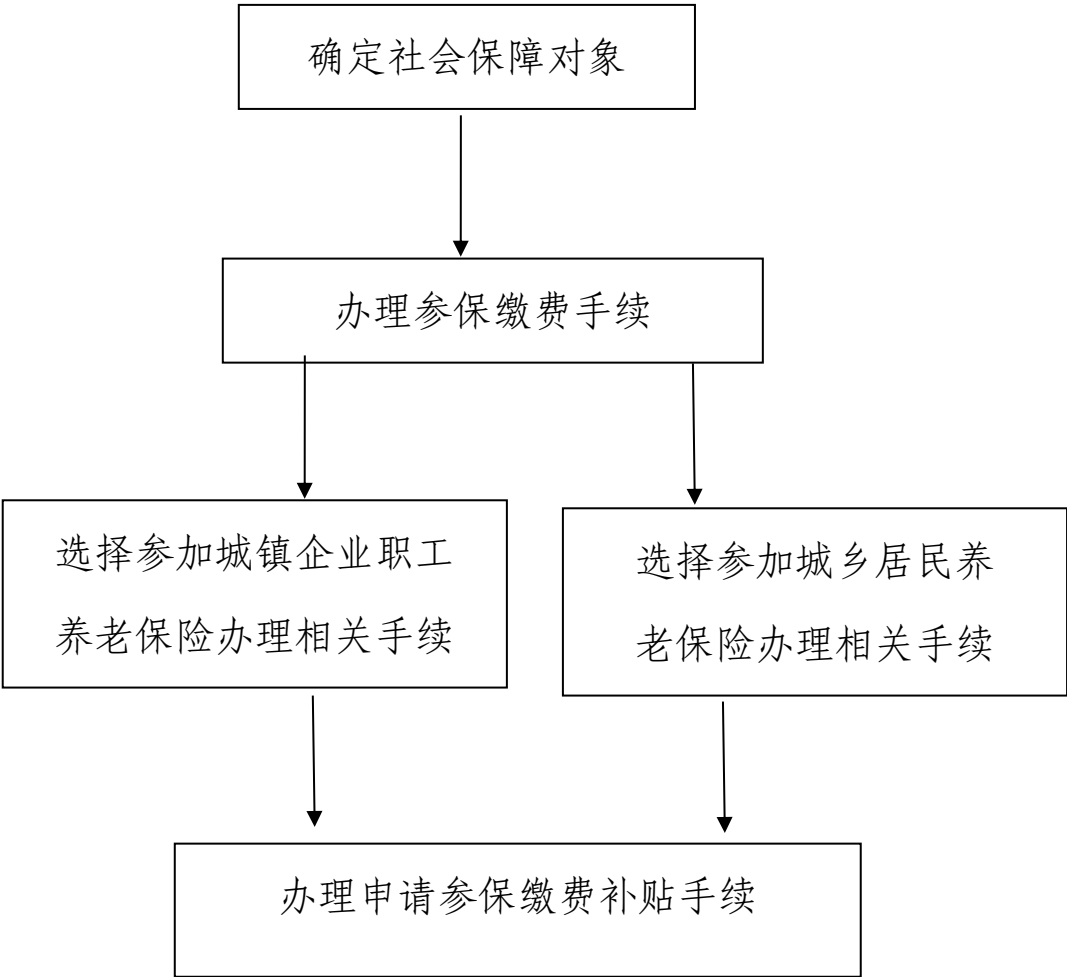 确定社会保障对象
办理参保缴费手续
选择参加城镇企业职工
养老保险办理相关手续
选择参加城乡居民养
老保险办理相关手续
办理申请参保缴费补贴手续